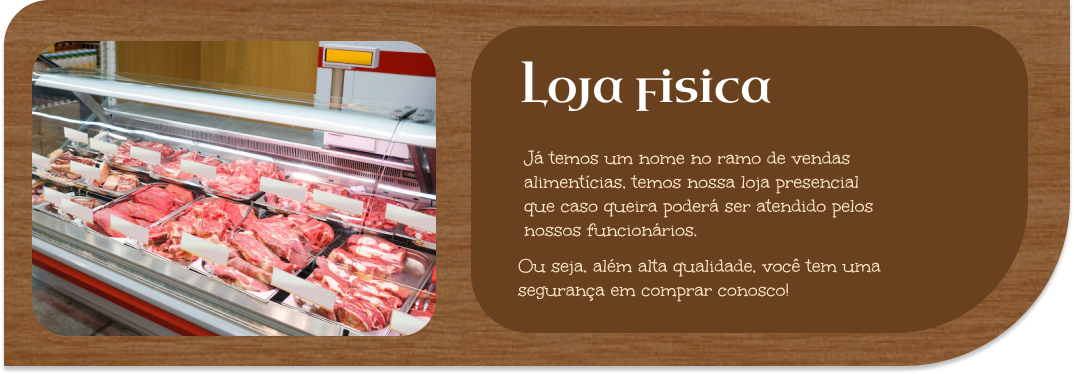 Loja fisica
Já temos um nome no ramo de vendas
alimentícias, temos nossa loja presencial
que caso queira poderá ser atendido pelos
nossos funcionários.
Ou seja, além alta qualidade, você tem uma
segurança em comprar conosco!